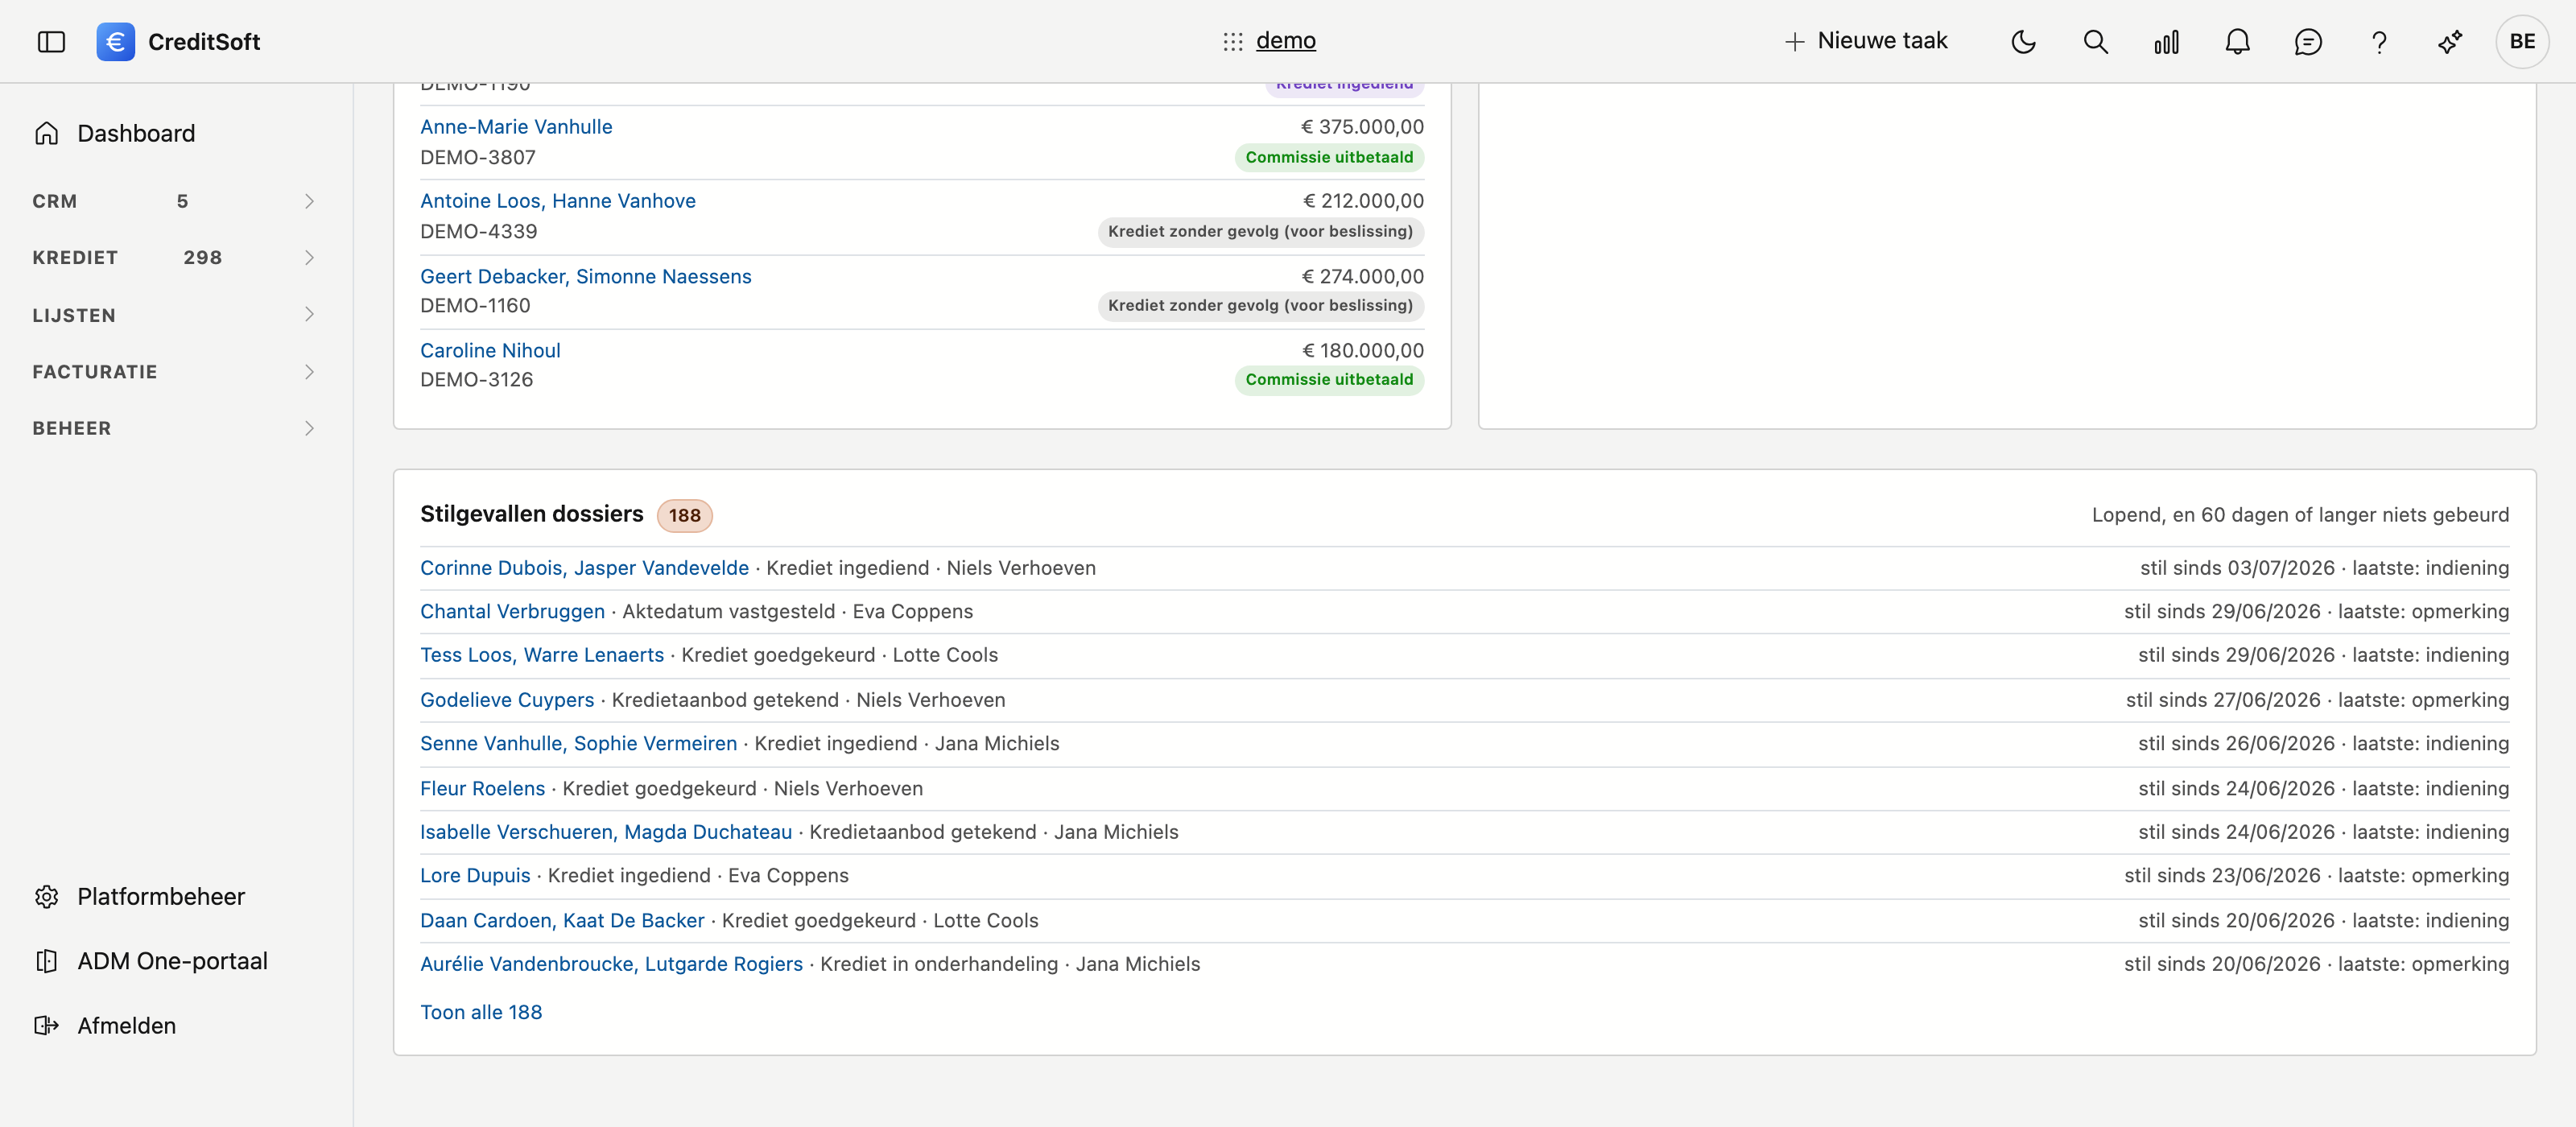 CreditSoft
demo
Nieuwe taak
BE
Dashboard
CRM 5
KREDIET 298
LIJSTEN
FACTURATIE
BEHEER
Platformbeheer
ADM One-portaal
Afmelden
DEMO-1190 Krediet ingediend
Anne-Marie Vanhulle € 375.000,00
DEMO-3807 Commissie uitbetaald
Antoine Loos, Hanne Vanhove € 212.000,00
DEMO-4339 Krediet zonder gevolg (voor beslissing)
Geert Debacker, Simonne Naessens € 274.000,00
DEMO-1160 Krediet zonder gevolg (voor beslissing)
Caroline Nihoul € 180.000,00
DEMO-3126 Commissie uitbetaald
Stilgevallen dossiers 188 Lopend, en 60 dagen of langer niets gebeurd
Corinne Dubois, Jasper Vandevelde · Krediet ingediend · Niels Verhoeven stil sinds 03/07/2026 · laatste: indiening
Chantal Verbruggen · Aktedatum vastgesteld · Eva Coppens stil sinds 29/06/2026 · laatste: opmerking
Tess Loos, Warre Lenaerts · Krediet goedgekeurd · Lotte Cools stil sinds 29/06/2026 · laatste: indiening
Godelieve Cuypers · Kredietaanbod getekend · Niels Verhoeven stil sinds 27/06/2026 · laatste: opmerking
Senne Vanhulle, Sophie Vermeiren · Krediet ingediend · Jana Michiels stil sinds 26/06/2026 · laatste: indiening
Fleur Roelens · Krediet goedgekeurd · Niels Verhoeven stil sinds 24/06/2026 · laatste: indiening
Isabelle Verschueren, Magda Duchateau · Kredietaanbod getekend · Jana Michiels stil sinds 24/06/2026 · laatste: indiening
Lore Dupuis · Krediet ingediend · Eva Coppens stil sinds 23/06/2026 · laatste: opmerking
Daan Cardoen, Kaat De Backer · Krediet goedgekeurd · Lotte Cools stil sinds 20/06/2026 · laatste: indiening
Aurélie Vandenbroucke, Lutgarde Rogiers · Krediet in onderhandeling · Jana Michiels stil sinds 20/06/2026 · laatste: opmerking
Toon alle 188